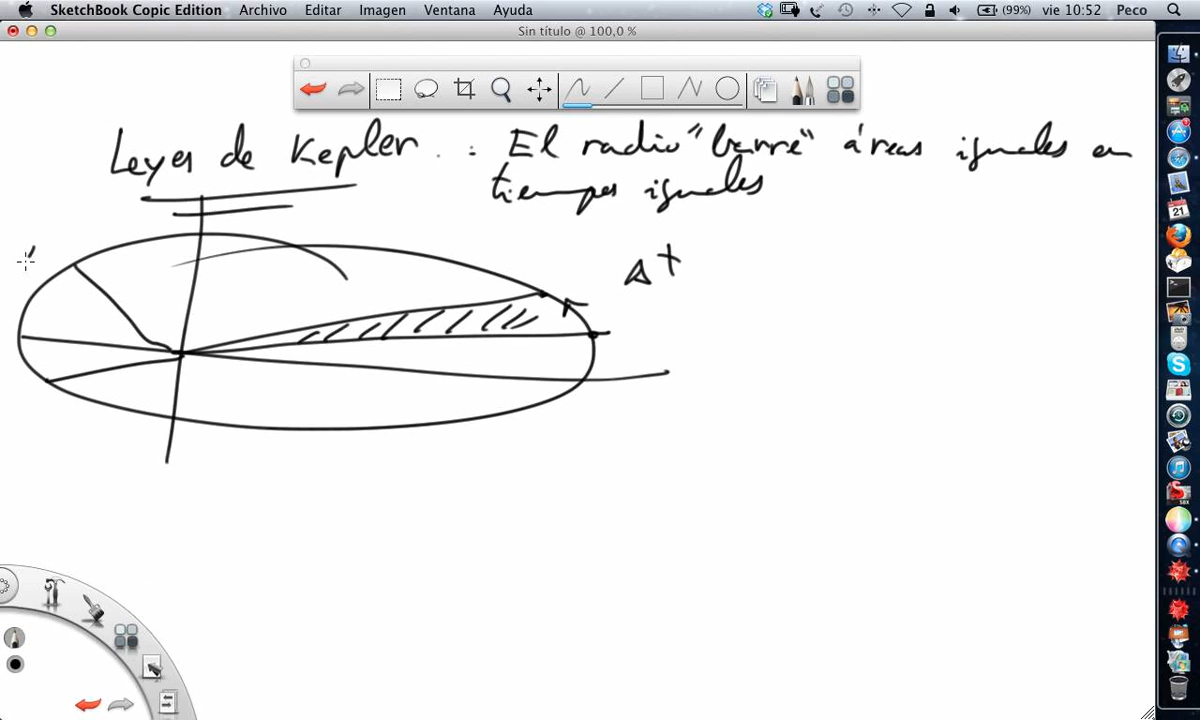 SketchBook Copic Edition Archivo Editar Imagen Ventana Ayuda (99%) vie 10:52 Peco
Sin título @ 100,0 %
Leyes de Kepler . : El radio "barre" áreas iguales en
tiempos iguales
Δt
21